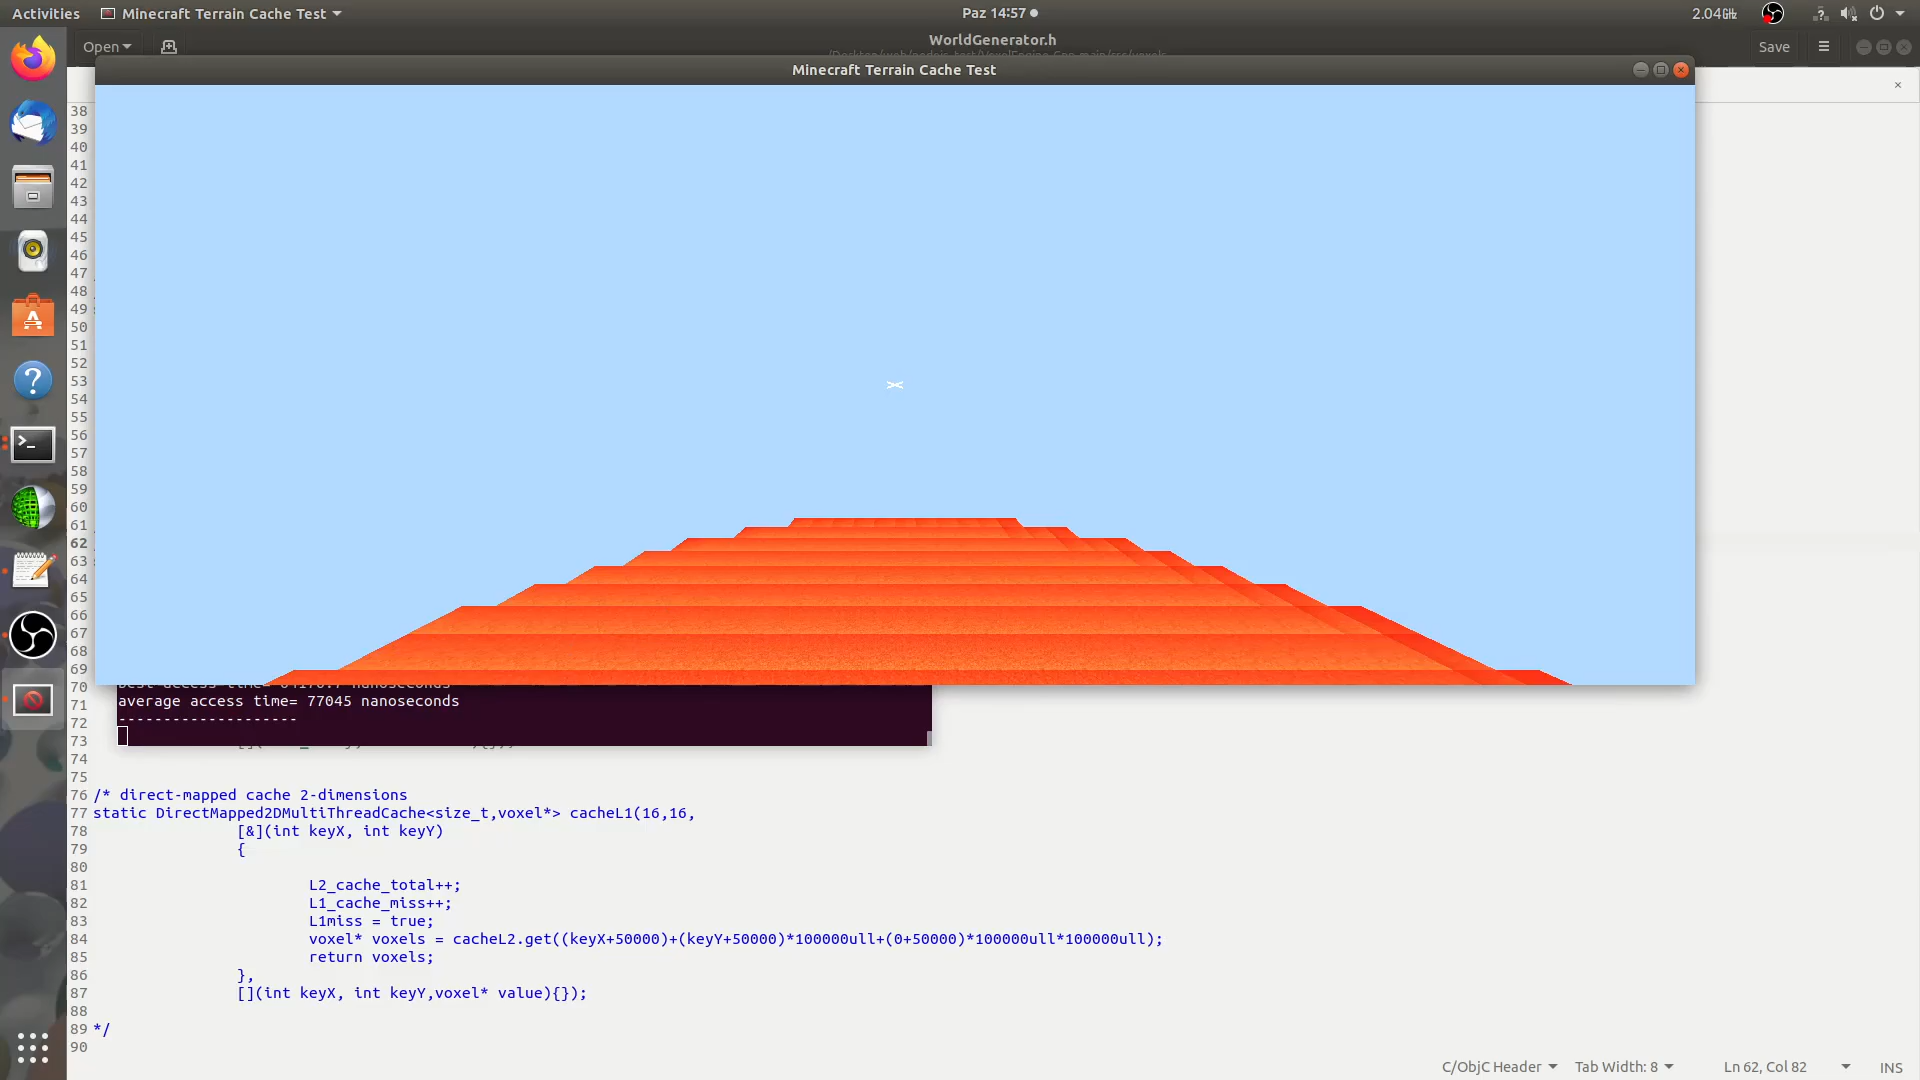 Activities
Minecraft Terrain Cache Test
Paz 14:57
2.04GHz
Open
WorldGenerator.h
Save
Minecraft Terrain Cache Test
38
39
40
41
42
43
44
45
46
47
48
49
50
51
52
53
54
55
56
57
58
59
60
61
62
63
64
65
66
67
68
69
70
71
72
73
74
75
average access time= 77045 nanoseconds
--------------------
76 /* direct-mapped cache 2-dimensions
77 static DirectMapped2DMultiThreadCache<size_t,voxel*> cacheL1(16,16,
78 [&](int keyX, int keyY)
79 {
80
81 L2_cache_total++;
82 L1_cache_miss++;
83 L1miss = true;
84 voxel* voxels = cacheL2.get((keyX+50000)+(keyY+50000)*100000ull+(0+50000)*100000ull*100000ull);
85 return voxels;
86 },
87 [](int keyX, int keyY,voxel* value){});
88
89 */
90
C/ObjC Header
Tab Width: 8
Ln 62, Col 82
INS